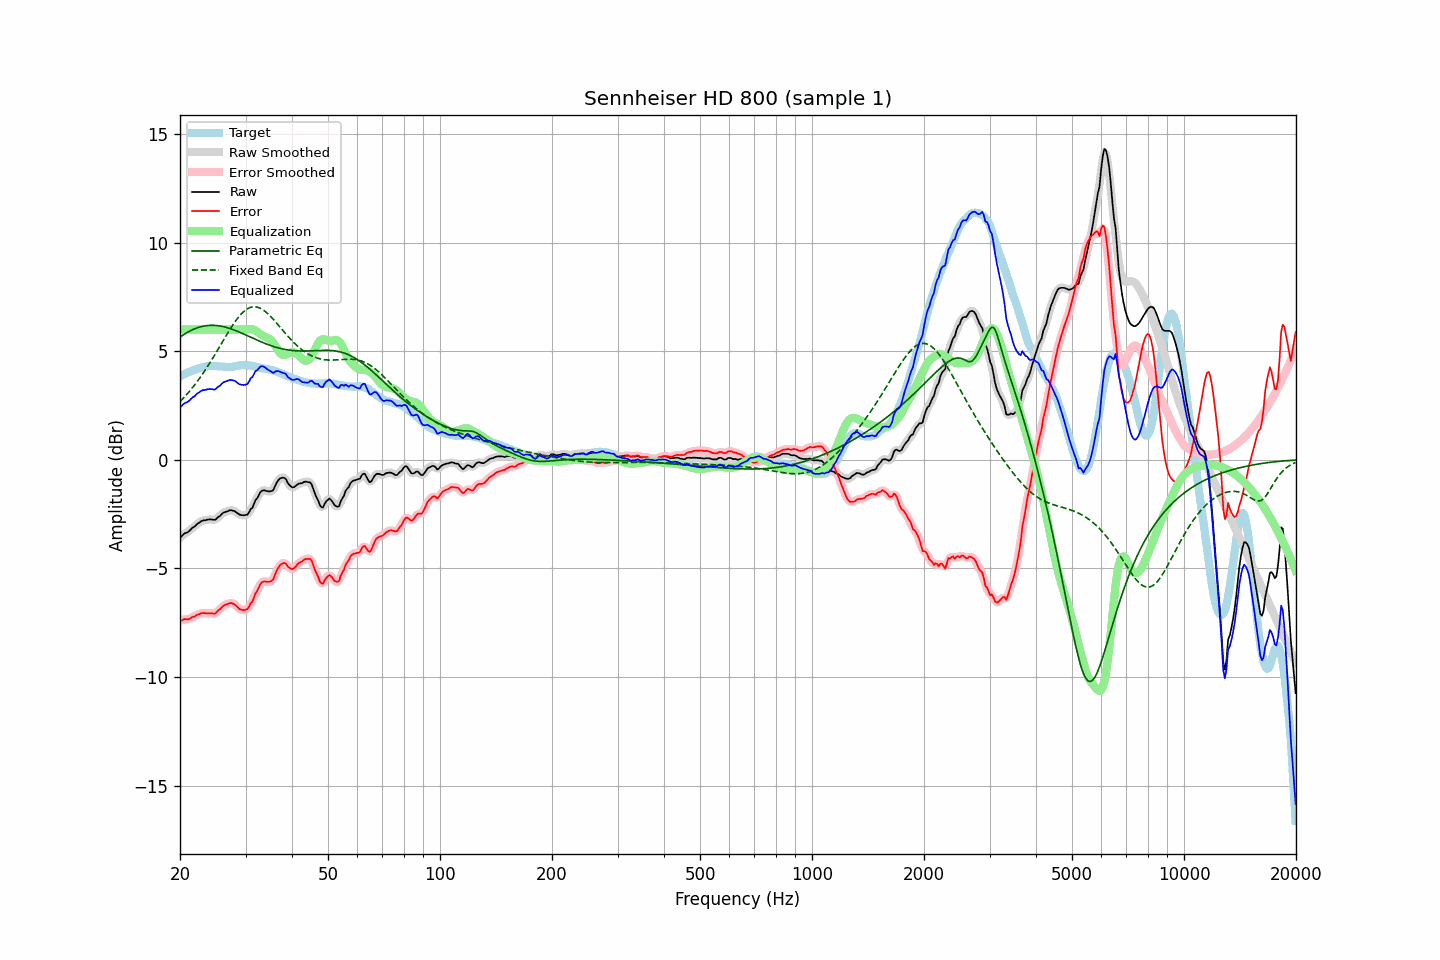 Sennheiser HD 800 (sample 1)
Target
Raw Smoothed
Error Smoothed
Raw
Error
Equalization
Parametric Eq
Fixed Band Eq
Equalized
Amplitude (dBr)
15
10
5
0
−5
−10
−15
20 50 100 200 500 1000 2000 5000 10000 20000
Frequency (Hz)